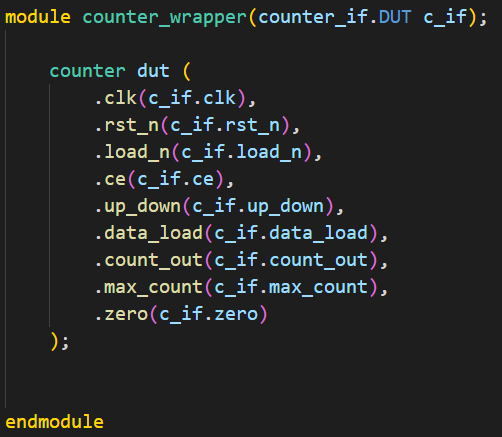 module counter_wrapper(counter_if.DUT c_if);
counter dut (
.clk(c_if.clk),
.rst_n(c_if.rst_n),
.load_n(c_if.load_n),
.ce(c_if.ce),
.up_down(c_if.up_down),
.data_load(c_if.data_load),
.count_out(c_if.count_out),
.max_count(c_if.max_count),
.zero(c_if.zero)
);
endmodule